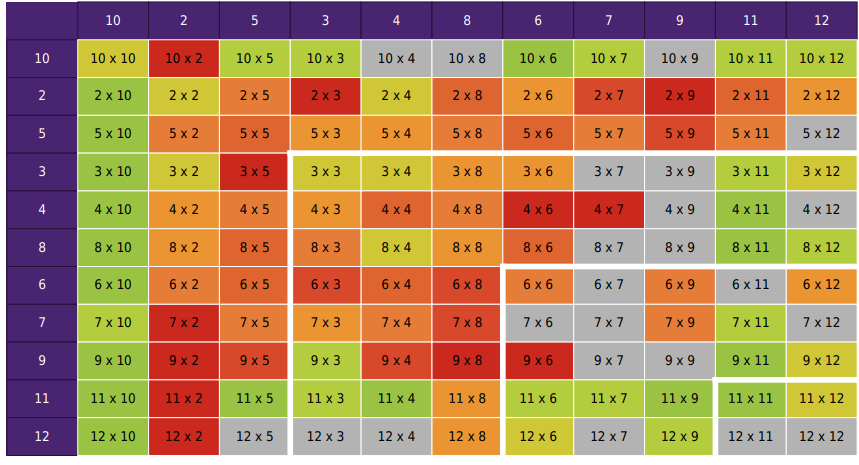 10 2 5 3 4 8 6 7 9 11 12
10 10 x 10 10 x 2 10 x 5 10 x 3 10 x 4 10 x 8 10 x 6 10 x 7 10 x 9 10 x 11 10 x 12
2 2 x 10 2 x 2 2 x 5 2 x 3 2 x 4 2 x 8 2 x 6 2 x 7 2 x 9 2 x 11 2 x 12
5 5 x 10 5 x 2 5 x 5 5 x 3 5 x 4 5 x 8 5 x 6 5 x 7 5 x 9 5 x 11 5 x 12
3 3 x 10 3 x 2 3 x 5 3 x 3 3 x 4 3 x 8 3 x 6 3 x 7 3 x 9 3 x 11 3 x 12
4 4 x 10 4 x 2 4 x 5 4 x 3 4 x 4 4 x 8 4 x 6 4 x 7 4 x 9 4 x 11 4 x 12
8 8 x 10 8 x 2 8 x 5 8 x 3 8 x 4 8 x 8 8 x 6 8 x 7 8 x 9 8 x 11 8 x 12
6 6 x 10 6 x 2 6 x 5 6 x 3 6 x 4 6 x 8 6 x 6 6 x 7 6 x 9 6 x 11 6 x 12
7 7 x 10 7 x 2 7 x 5 7 x 3 7 x 4 7 x 8 7 x 6 7 x 7 7 x 9 7 x 11 7 x 12
9 9 x 10 9 x 2 9 x 5 9 x 3 9 x 4 9 x 8 9 x 6 9 x 7 9 x 9 9 x 11 9 x 12
11 11 x 10 11 x 2 11 x 5 11 x 3 11 x 4 11 x 8 11 x 6 11 x 7 11 x 9 11 x 11 11 x 12
12 12 x 10 12 x 2 12 x 5 12 x 3 12 x 4 12 x 8 12 x 6 12 x 7 12 x 9 12 x 11 12 x 12